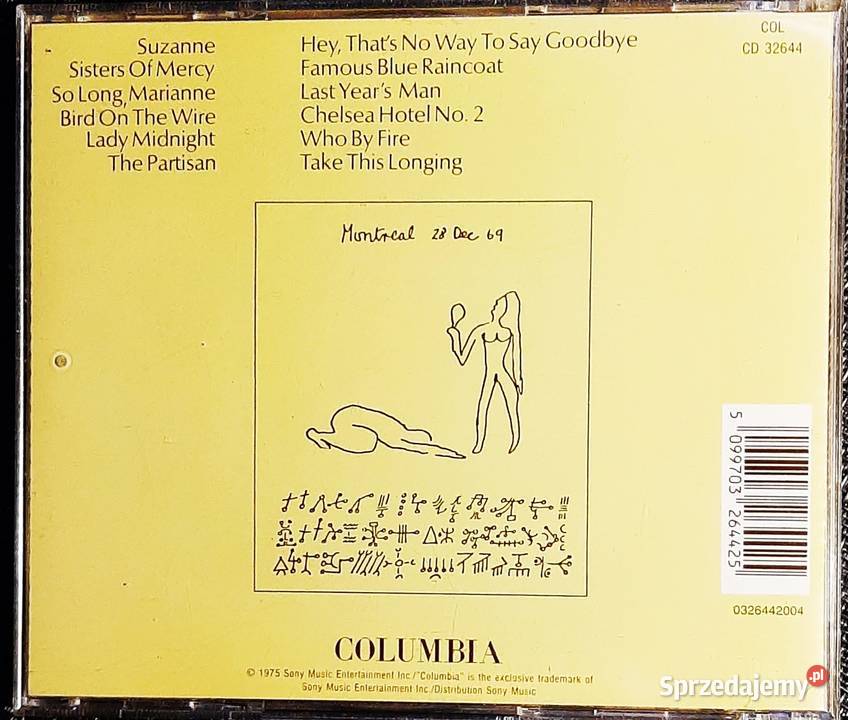 Suzanne
Sisters Of Mercy
So Long, Marianne
Bird On The Wire
Lady Midnight
The Partisan
Hey, That's No Way To Say Goodbye
Famous Blue Raincoat
Last Year's Man
Chelsea Hotel No. 2
Who By Fire
Take This Longing
COL
CD 32644
Montreal 28 Dec 69
5 099703 264425
0326442004
COLUMBIA
© 1975 Sony Music Entertainment Inc./"Columbia" is the exclusive trademark of
Sony Music Entertainment Inc./Distribution Sony Music
Sprzedajemy.pl